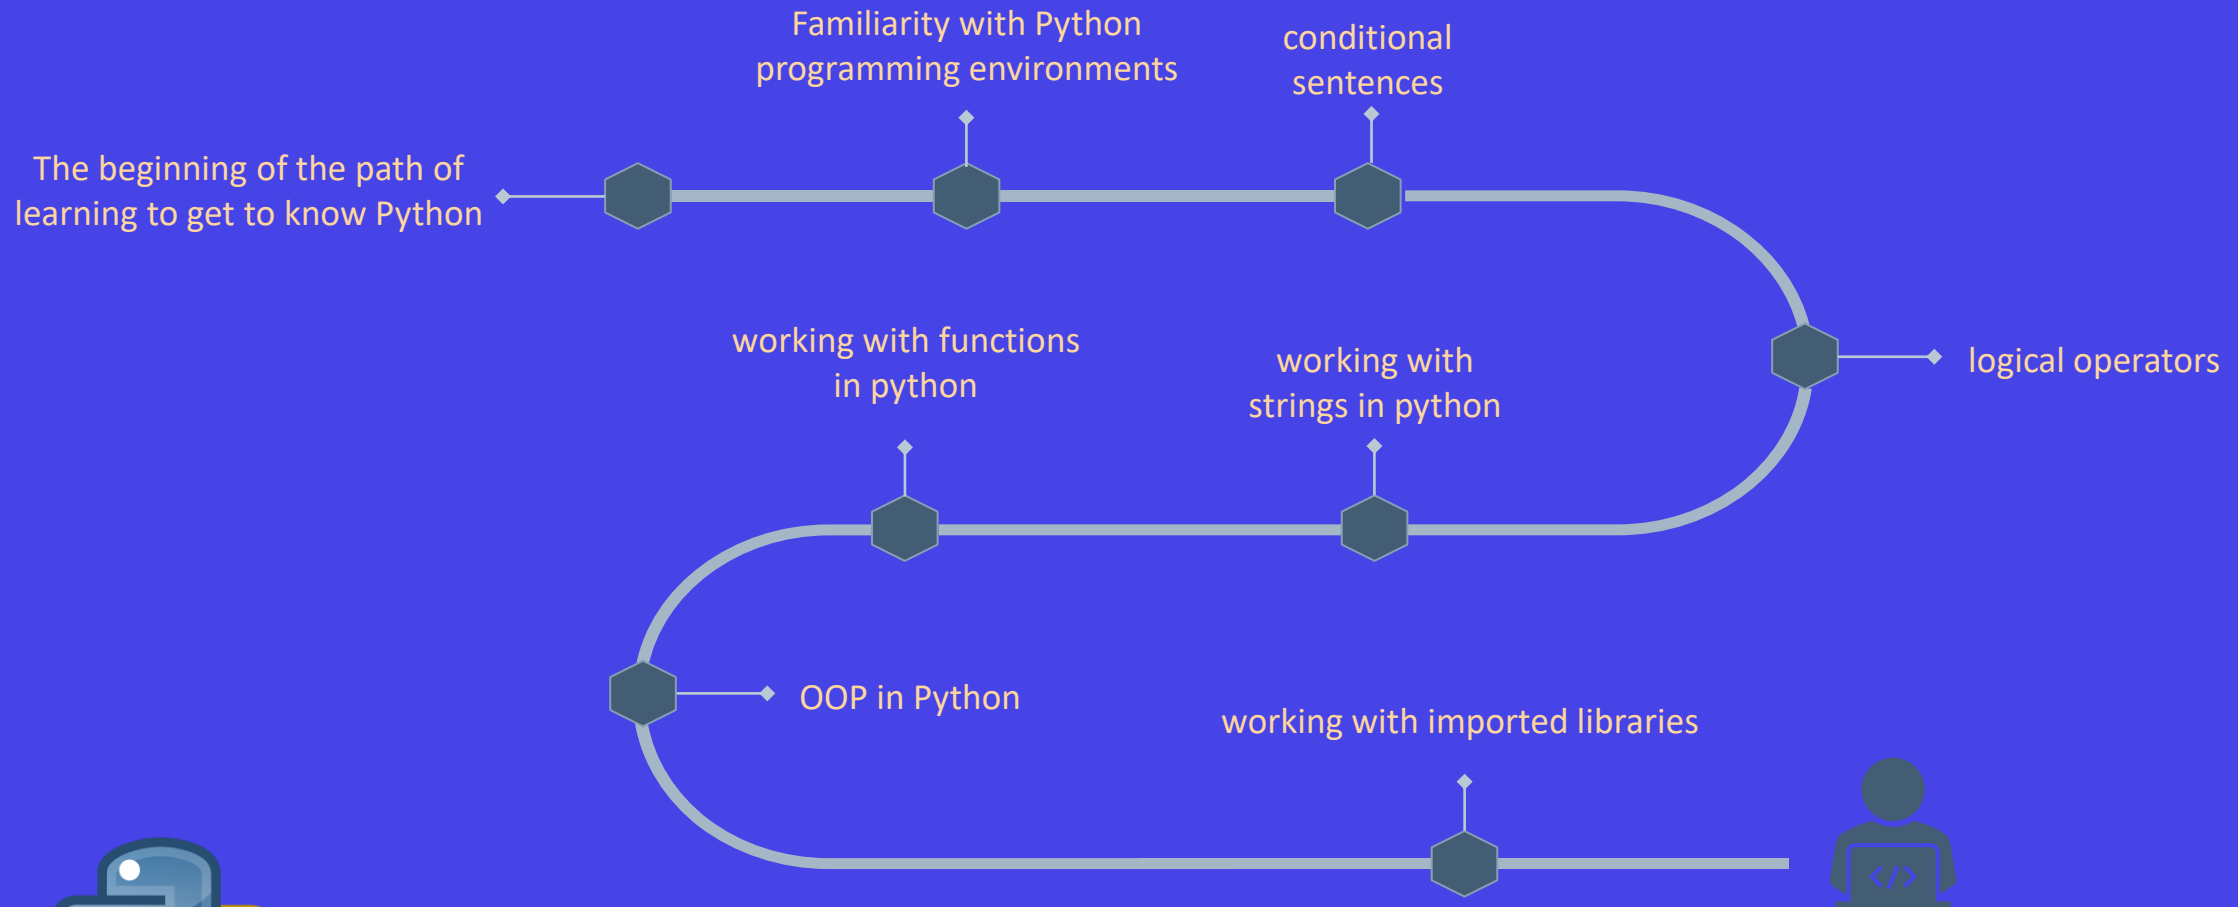 The beginning of the path of
learning to get to know Python
Familiarity with Python
programming environments
conditional
sentences
logical operators
working with
strings in python
working with functions
in python
OOP in Python
working with imported libraries
</>